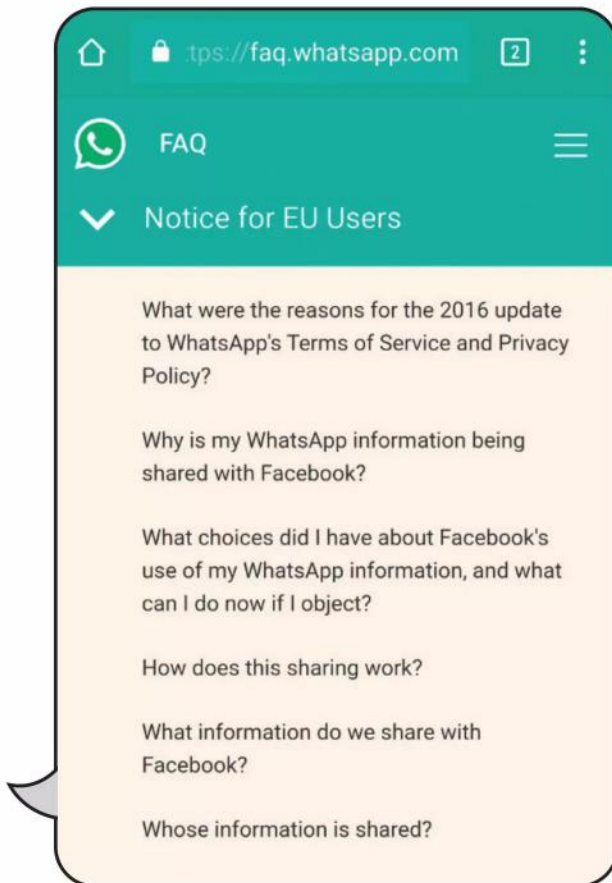 :tps://faq.whatsapp.com
2
FAQ
Notice for EU Users
What were the reasons for the 2016 update
to WhatsApp's Terms of Service and Privacy
Policy?
Why is my WhatsApp information being
shared with Facebook?
What choices did I have about Facebook's
use of my WhatsApp information, and what
can I do now if I object?
How does this sharing work?
What information do we share with
Facebook?
Whose information is shared?